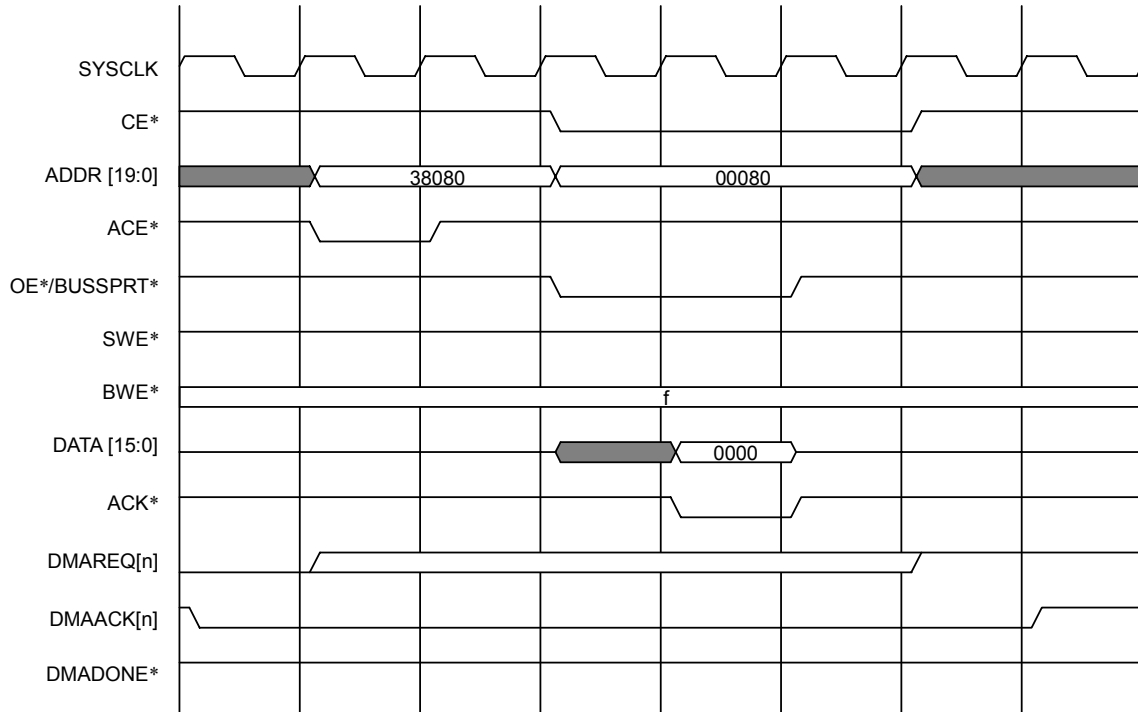 SYSCLK
CE*
ADDR [19:0]
38080
00080
ACE*
OE*/BUSSPRT*
SWE*
BWE*
f
DATA [15:0]
0000
ACK*
DMAREQ[n]
DMAACK[n]
DMADONE*